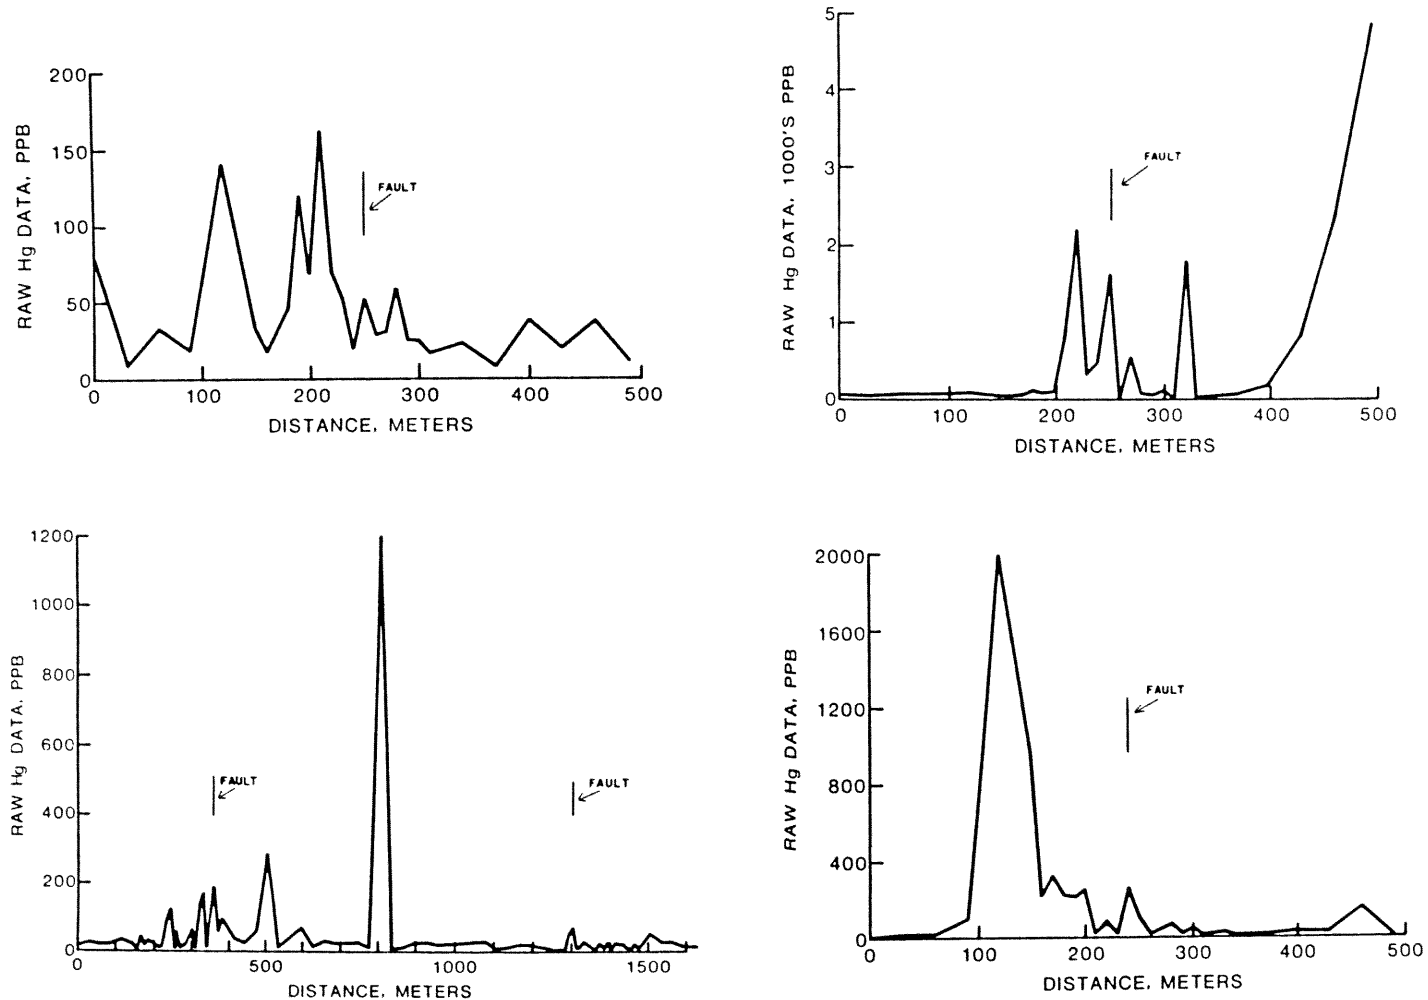 200
150
100
50
0
RAW Hg DATA, PPB
FAULT
0 100 200 300 400 500
DISTANCE, METERS
5
4
3
2
1
0
RAW Hg DATA, 1000'S PPB
FAULT
0 100 200 300 400 500
DISTANCE, METERS
1200
1000
800
600
400
200
0
RAW Hg DATA, PPB
FAULT
FAULT
0 500 1000 1500
DISTANCE, METERS
2000
1600
1200
800
400
0
RAW Hg DATA, PPB
FAULT
0 100 200 300 400 500
DISTANCE, METERS